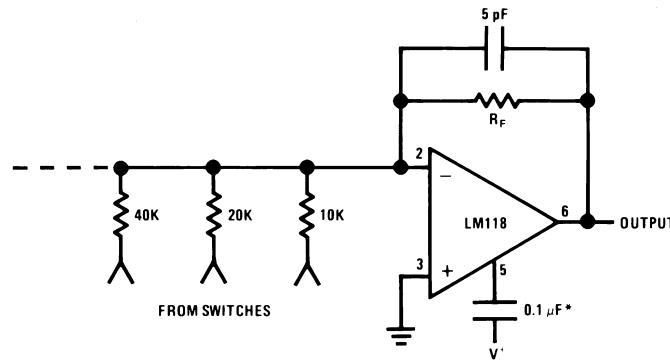 5 pF
R_F
2
40K 20K 10K
−
LM118
6
OUTPUT
3
+
5
FROM SWITCHES
0.1 μF*
V+